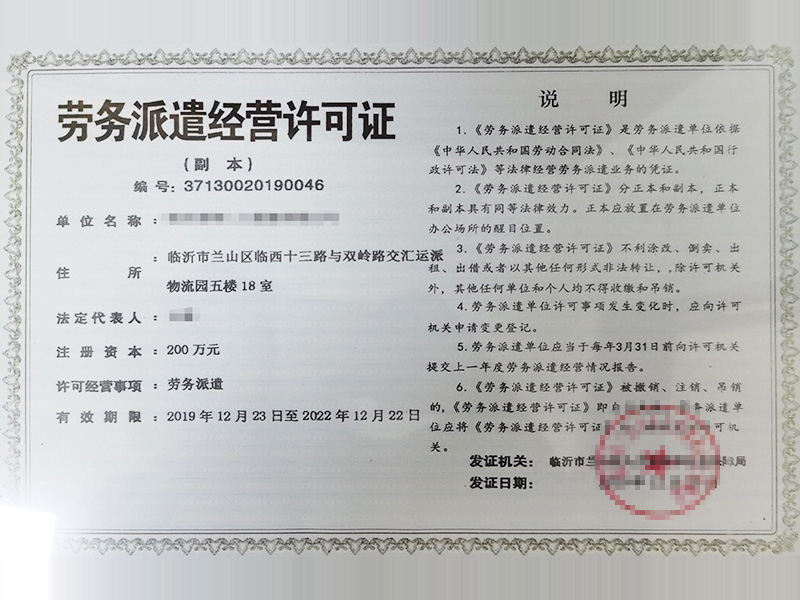 劳务派遣经营许可证
(副 本)
编 号: 37130020190046
单位名称 :
住 所 : 临沂市兰山区临西十三路与双岭路交汇运派
物流园五楼18室
法定代表人 :
注册资本 : 200万元
许可经营事项 : 劳务派遣
有效期限 : 2019年12月23日至2022年12月22日
说 明
1.《劳务派遣经营许可证》是劳务派遣单位依据
《中华人民共和国劳动合同法》、《中华人民共和国行
政许可法》等法律经营劳务派遣业务的凭证。
2.《劳务派遣经营许可证》分正本和副本,正本
和副本具有同等法律效力。正本应放置在劳务派遣单位
办公场所的醒目位置。
3.《劳务派遣经营许可证》不利涂改、倒卖、出
租、出借或者以其他任何形式非法转让,,除许可机关
外,其他任何单位和个人均不得收缴和吊销。
4.劳务派遣单位许可事项发生变化时,应向许可
机关申请变更登记。
5.劳务派遣单位应当于每年3月31日前向许可机关
提交上一年度劳务派遣经营情况报告。
6.《劳务派遣经营许可证》被撤销、注销、吊销
的,《劳务派遣经营许可证》即自 务派遣单
位应将《劳务派遣经营许可证 可机
关。
发证机关: 临沂市兰 局
发证日期: